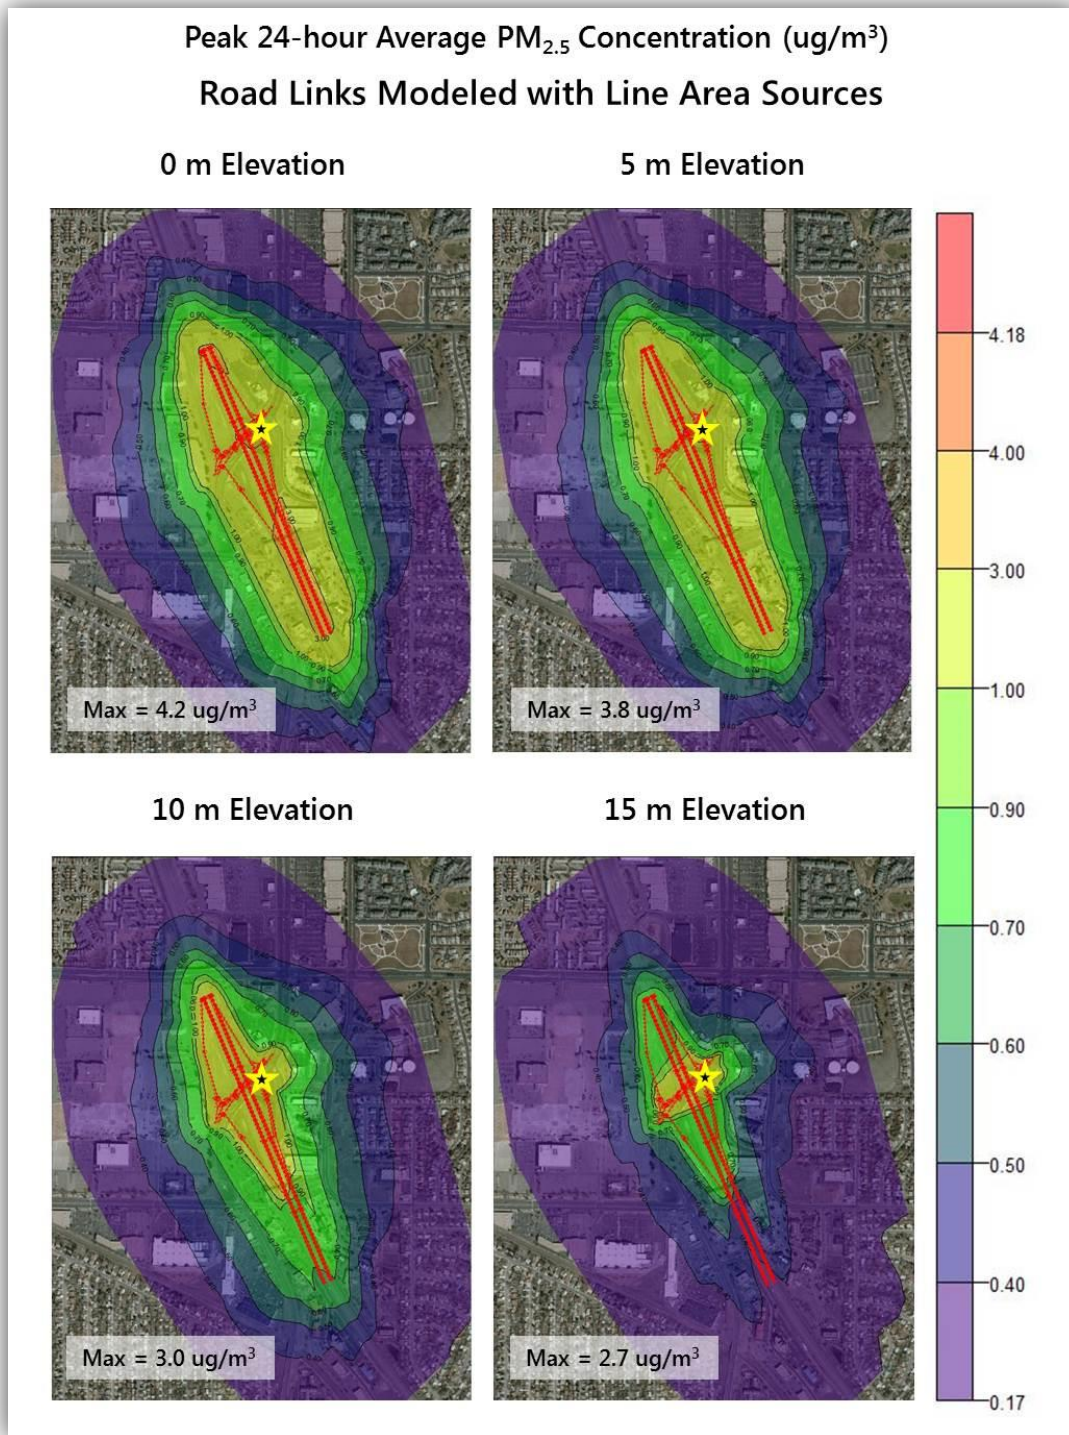 Peak 24-hour Average PM2.5 Concentration (ug/m³)
Road Links Modeled with Line Area Sources
0 m Elevation
5 m Elevation
Max = 4.2 ug/m³
Max = 3.8 ug/m³
10 m Elevation
15 m Elevation
Max = 3.0 ug/m³
Max = 2.7 ug/m³
4.18
4.00
3.00
1.00
0.90
0.70
0.60
0.50
0.40
0.17